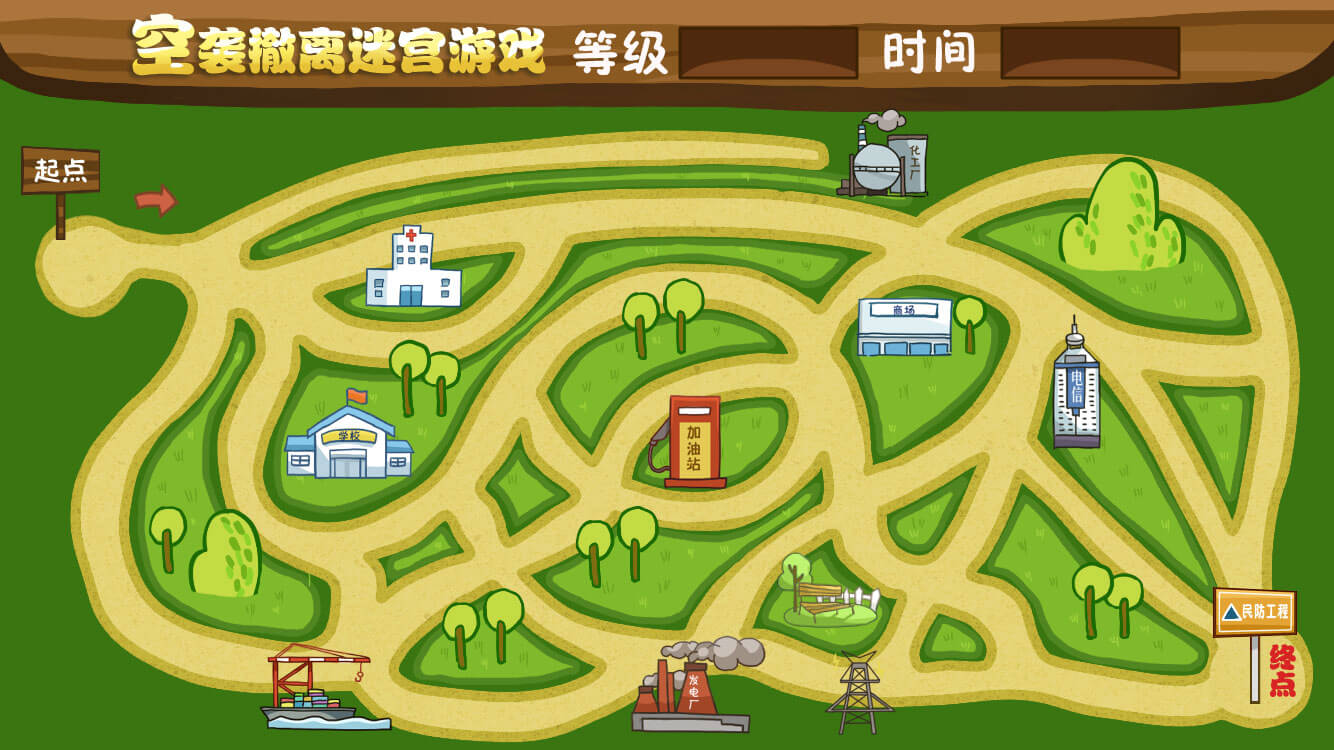 空袭撤离迷宫游戏 等级 时间
起点
化工厂
商场
电信
学校
加油站
民防工程
终点
发电厂